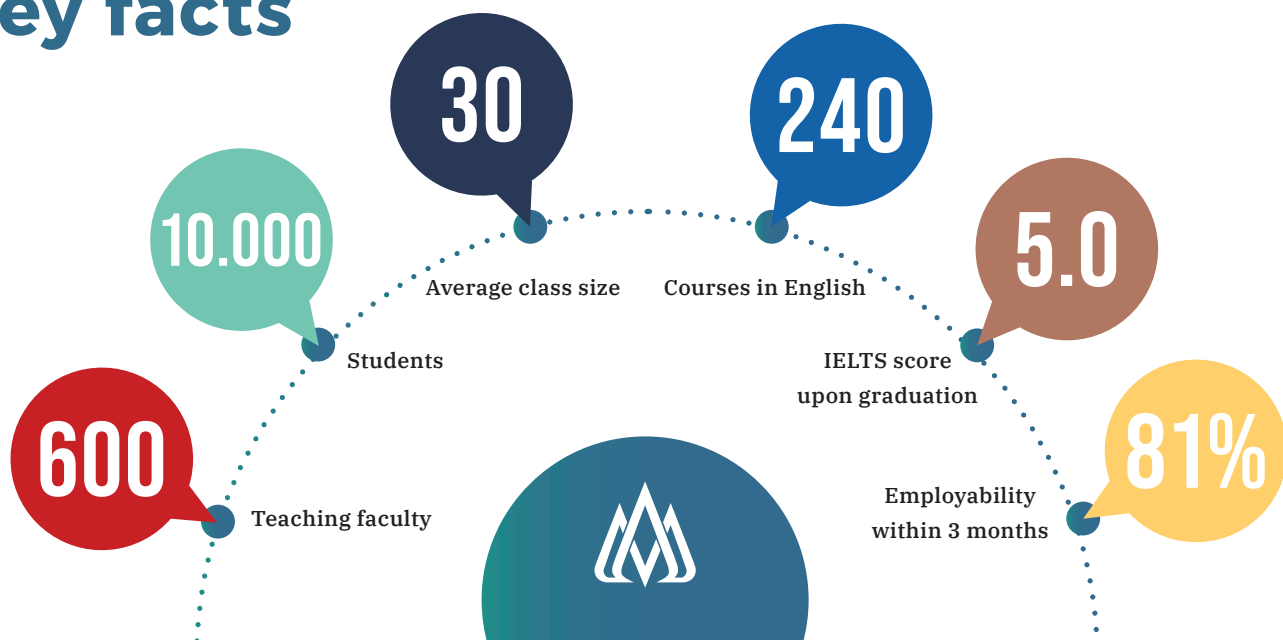 ey facts
30
240
10.000
5.0
Average class size
Courses in English
Students
IELTS score
upon graduation
600
81%
Teaching faculty
Employability
within 3 months